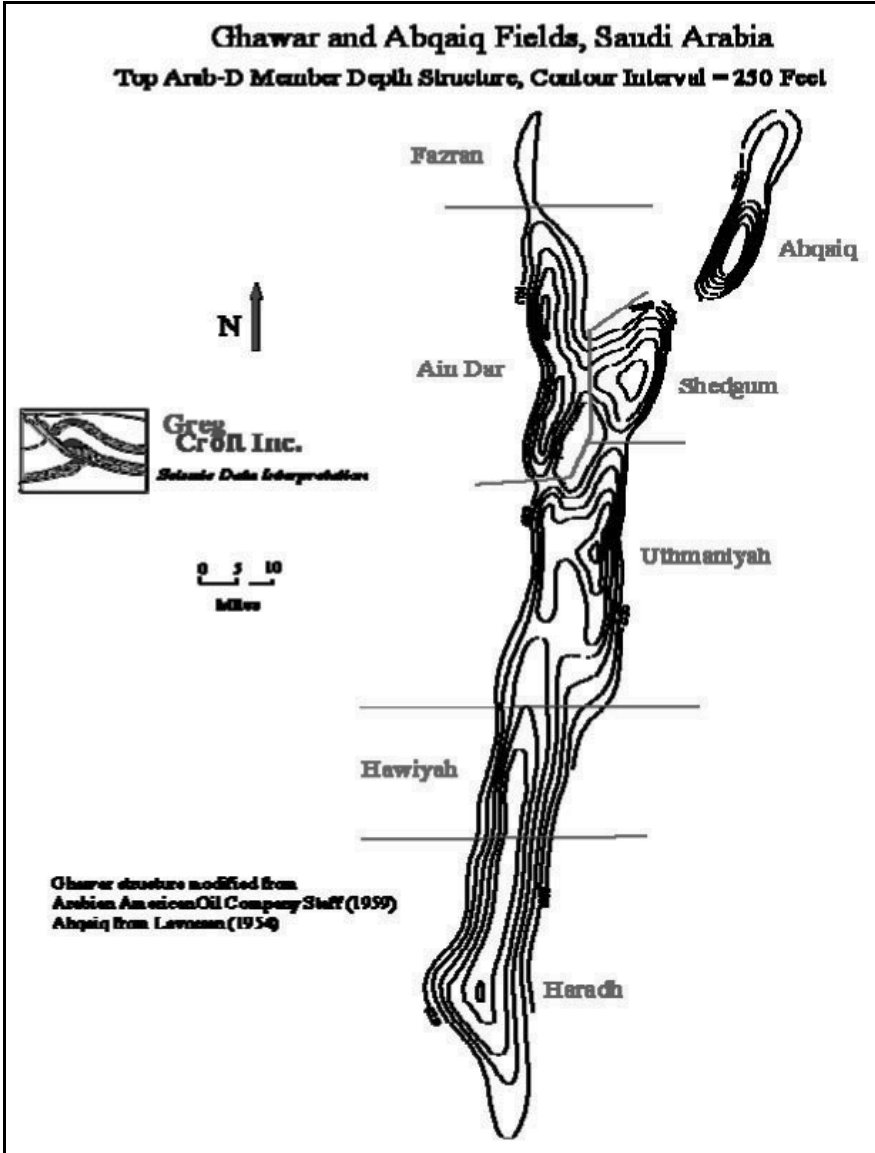 Ghawar and Abqaiq Fields, Saudi Arabia
Top Arab-D Member Depth Structure, Contour Interval = 250 Feet
Fazran
Abqaiq
N
Ain Dar
Shedgum
Greg
Croft Inc.
Seismic Data Interpretation
Uthmaniyah
0 5 10
Miles
Hawiyah
Ghawar structure modified from
Arabian American Oil Company Staff (1959)
Abqaiq from Levorsen (1954)
Haradh